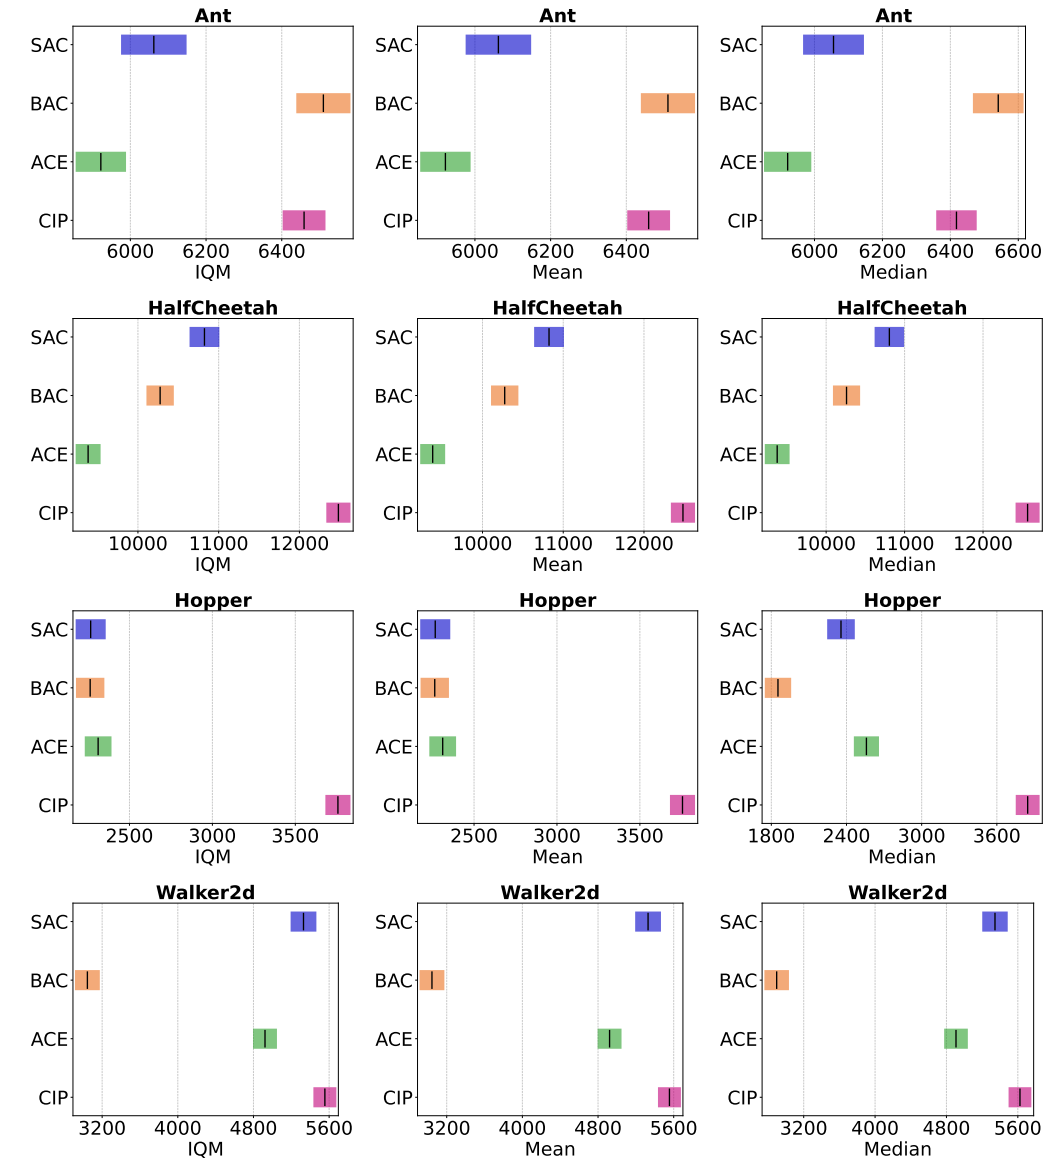 Ant
Ant
Ant
SAC
BAC
ACE
CIP
6000 6200 6400
IQM
SAC
BAC
ACE
CIP
6000 6200 6400
Mean
SAC
BAC
ACE
CIP
6000 6200 6400 6600
Median
HalfCheetah
HalfCheetah
HalfCheetah
SAC
BAC
ACE
CIP
10000 11000 12000
IQM
SAC
BAC
ACE
CIP
10000 11000 12000
Mean
SAC
BAC
ACE
CIP
10000 11000 12000
Median
Hopper
Hopper
Hopper
SAC
BAC
ACE
CIP
2500 3000 3500
IQM
SAC
BAC
ACE
CIP
2500 3000 3500
Mean
SAC
BAC
ACE
CIP
1800 2400 3000 3600
Median
Walker2d
Walker2d
Walker2d
SAC
BAC
ACE
CIP
3200 4000 4800 5600
IQM
SAC
BAC
ACE
CIP
3200 4000 4800 5600
Mean
SAC
BAC
ACE
CIP
3200 4000 4800 5600
Median